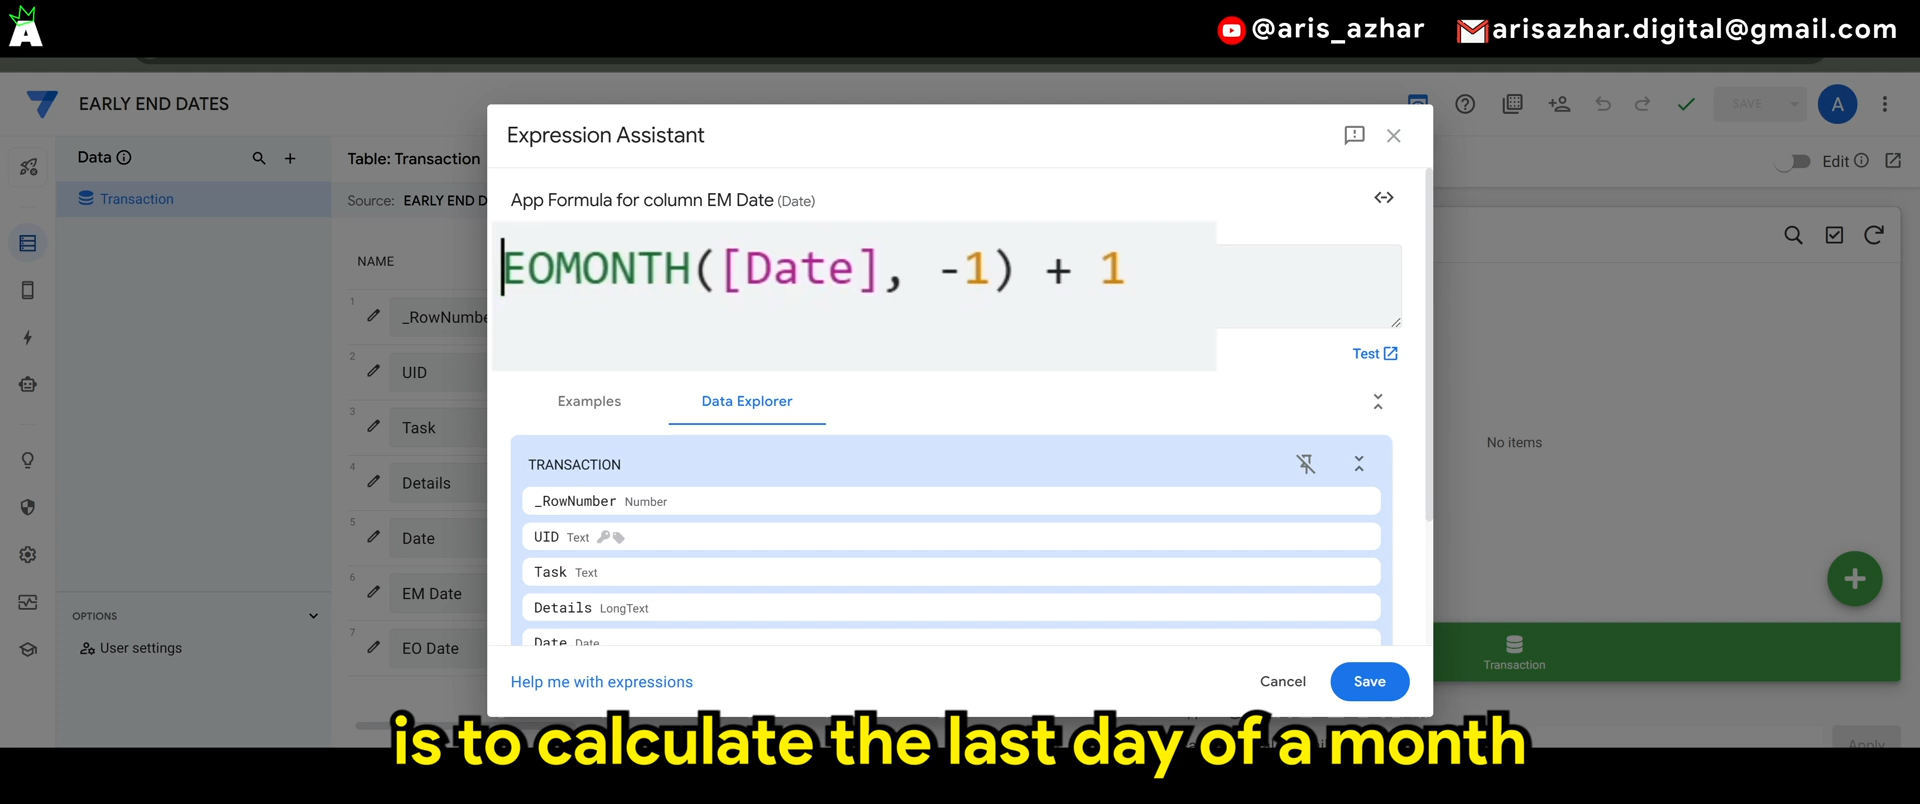 A
@aris_azhar
arisazhar.digital@gmail.com
EARLY END DATES
SAVE
A
Data
Table: Transaction
Edit
Transaction
Source: EARLY END D
NAME
1
_RowNumbe
2
UID
3
Task
4
Details
5
Date
6
EM Date
7
EO Date
OPTIONS
User settings
Expression Assistant
App Formula for column EM Date (Date)
EOMONTH([Date], -1) + 1
Test
Examples
Data Explorer
TRANSACTION
_RowNumber Number
UID Text
Task Text
Details LongText
Date Date
Help me with expressions
Cancel
Save
No items
Transaction
Apply
is to calculate the last day of a month